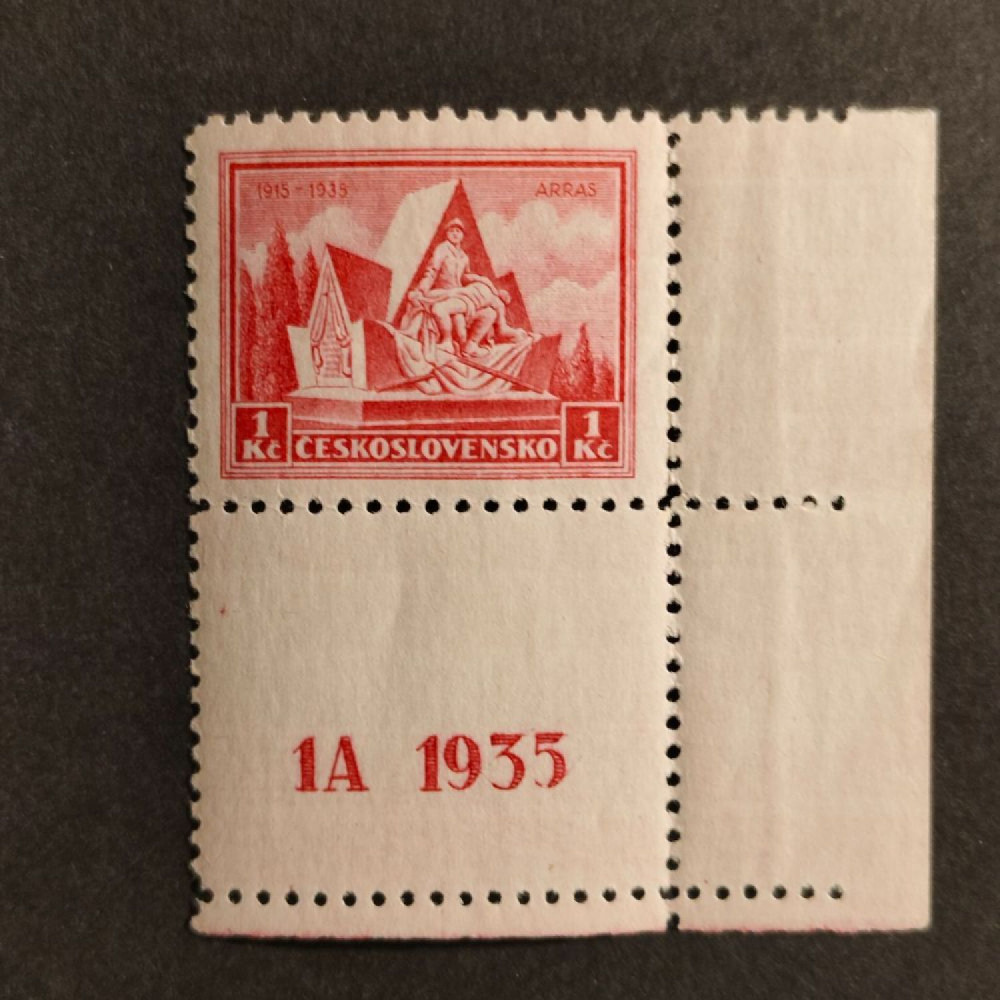 1915 - 1935 ARRAS
1 Kč ČESKOSLOVENSKO 1 Kč
1A 1935